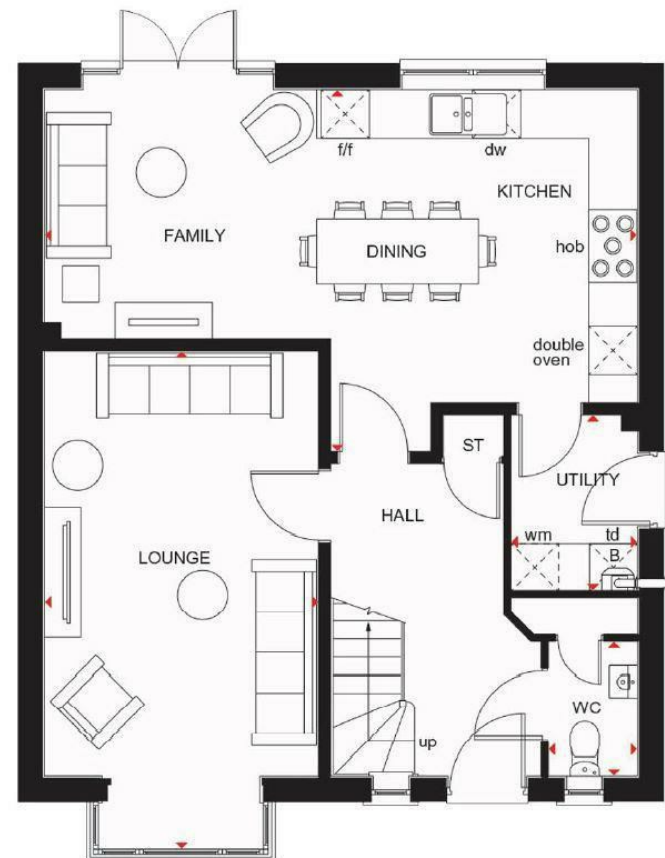 f/f
dw
KITCHEN
FAMILY
DINING
hob
double
oven
ST
UTILITY
HALL
wm
td
B
LOUNGE
WC
up